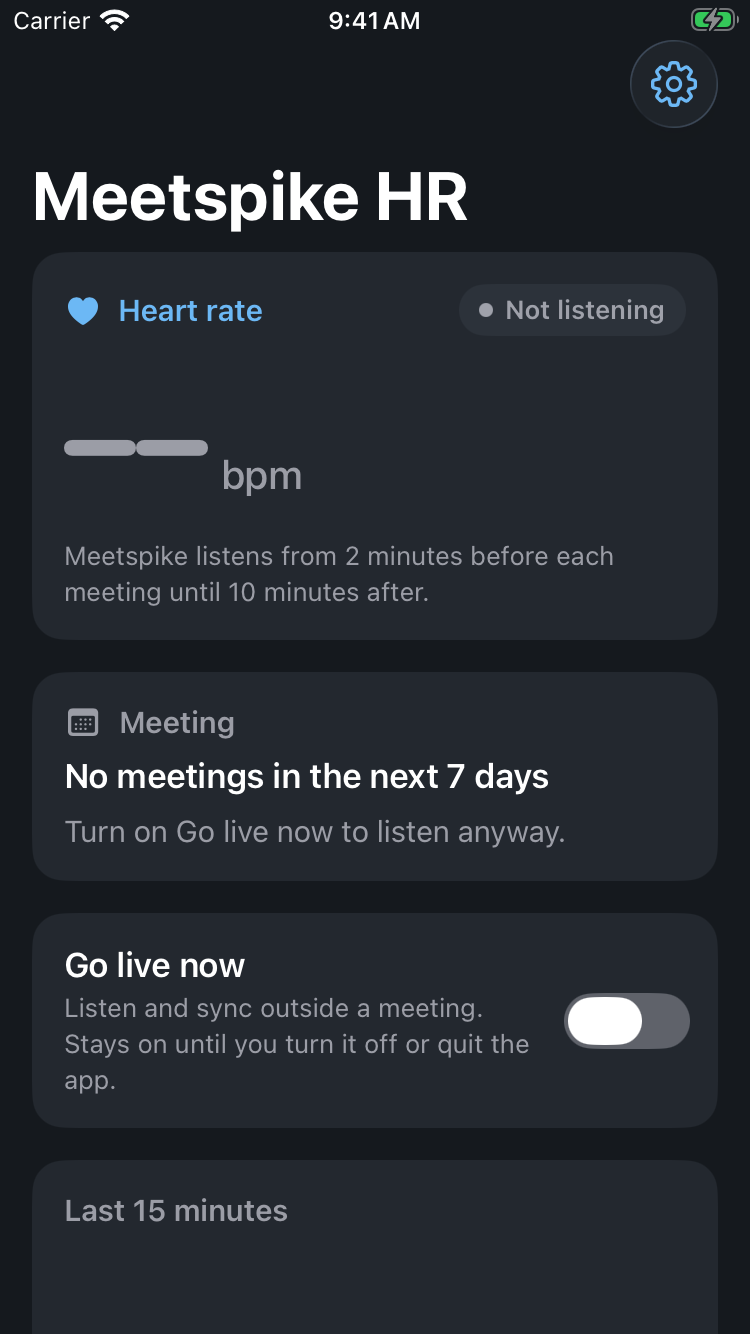 Carrier
9:41 AM
Meetspike HR
Heart rate
Not listening
-- bpm
Meetspike listens from 2 minutes before each
meeting until 10 minutes after.
Meeting
No meetings in the next 7 days
Turn on Go live now to listen anyway.
Go live now
Listen and sync outside a meeting.
Stays on until you turn it off or quit the
app.
Last 15 minutes